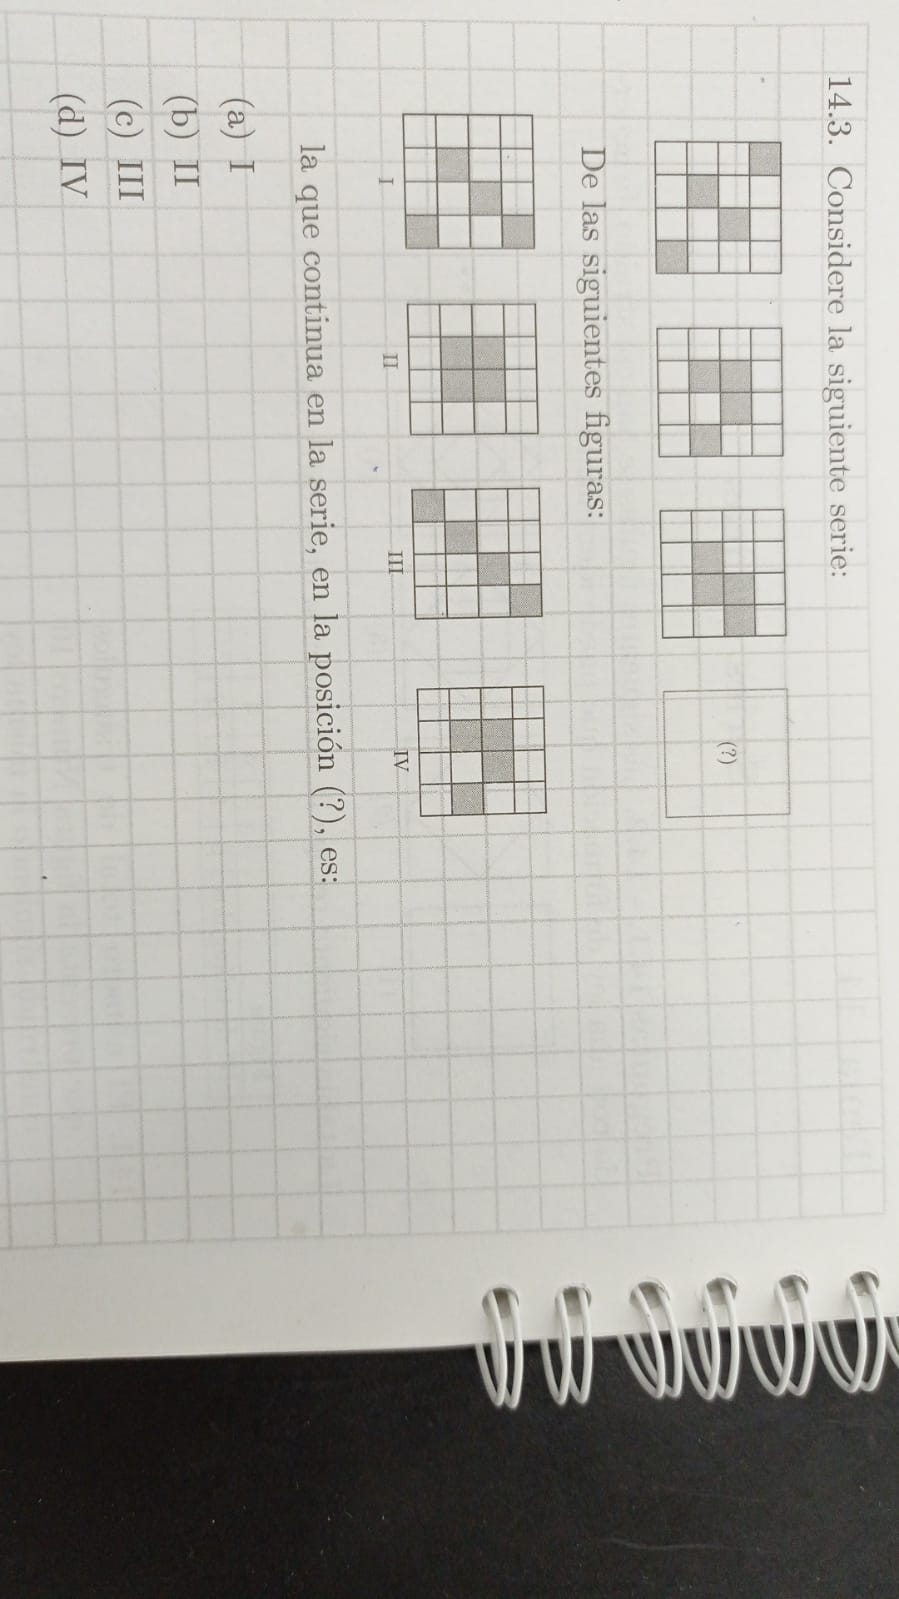 14.3. Considere la siguiente serie:
(?)
De las siguientes figuras:
I II III IV
la que continua en la serie, en la posición (?), es:
(a) I
(b) II
(c) III
(d) IV